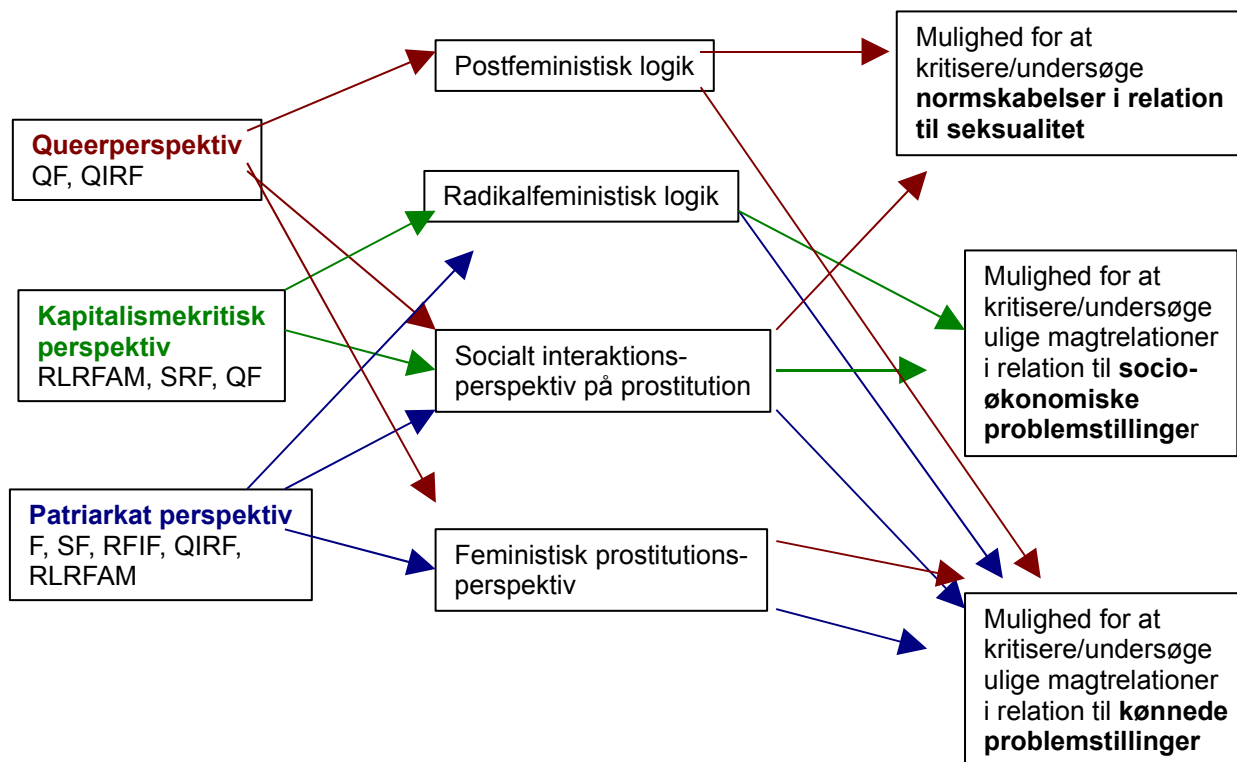 Queerperspektiv
QF, QIRF
Kapitalismekritisk
perspektiv
RLRFAM, SRF, QF
Patriarkat perspektiv
F, SF, RFIF, QIRF,
RLRFAM
Postfeministisk logik
Radikalfeministisk logik
Socialt interaktions-
perspektiv på prostitution
Feministisk prostitutions-
perspektiv
Mulighed for at
kritisere/undersøge
normskabelser i relation
til seksualitet
Mulighed for at
kritisere/undersøge
ulige magtrelationer
i relation til socio-
økonomiske
problemstillinger
Mulighed for at
kritisere/undersøge
ulige magtrelationer
i relation til kønnede
problemstillinger